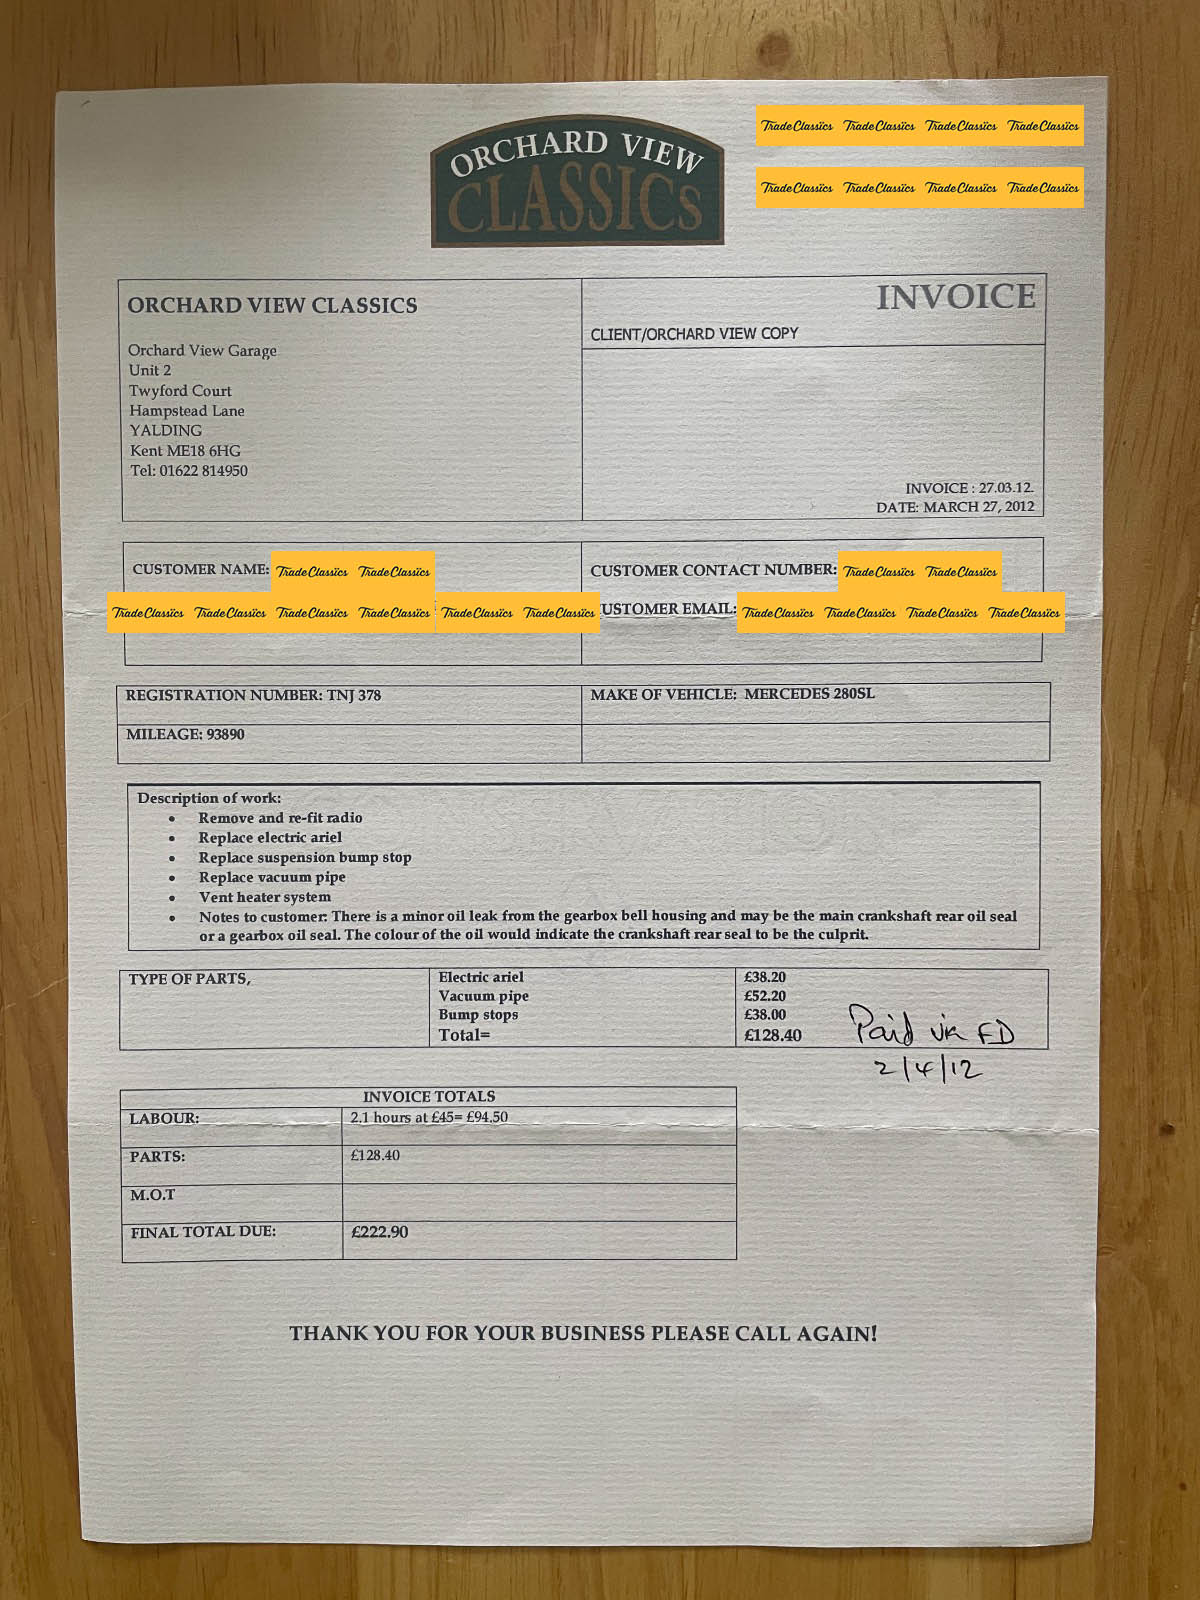 ORCHARD VIEW
CLASSICS
TradeClassics TradeClassics TradeClassics TradeClassics
TradeClassics TradeClassics TradeClassics TradeClassics
ORCHARD VIEW CLASSICS
Orchard View Garage
Unit 2
Twyford Court
Hampstead Lane
YALDING
Kent ME18 6HG
Tel: 01622 814950
INVOICE
CLIENT/ORCHARD VIEW COPY
INVOICE : 27.03.12.
DATE: MARCH 27, 2012
CUSTOMER NAME: TradeClassics TradeClassics
TradeClassics TradeClassics TradeClassics TradeClassics TradeClassics TradeClassics
CUSTOMER CONTACT NUMBER: TradeClassics TradeClassics
USTOMER EMAIL: TradeClassics TradeClassics TradeClassics TradeClassics
REGISTRATION NUMBER: TNJ 378
MAKE OF VEHICLE: MERCEDES 280SL
MILEAGE: 93890
Description of work:
• Remove and re-fit radio
• Replace electric ariel
• Replace suspension bump stop
• Replace vacuum pipe
• Vent heater system
• Notes to customer: There is a minor oil leak from the gearbox bell housing and may be the main crankshaft rear oil seal
or a gearbox oil seal. The colour of the oil would indicate the crankshaft rear seal to be the culprit.
TYPE OF PARTS,
Electric ariel £38.20
Vacuum pipe £52.20
Bump stops £38.00
Total= £128.40
Paid via FD
2/4/12
INVOICE TOTALS
LABOUR: 2.1 hours at £45= £94.50
PARTS: £128.40
M.O.T
FINAL TOTAL DUE: £222.90
THANK YOU FOR YOUR BUSINESS PLEASE CALL AGAIN!